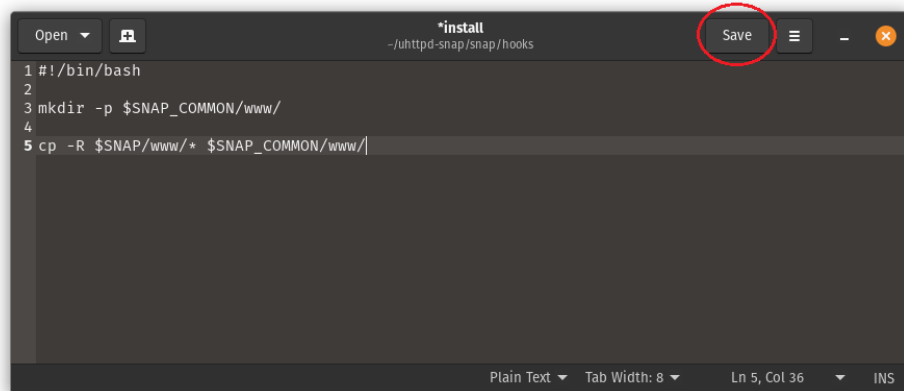 Open
*install
~/uhttpd-snap/snap/hooks
Save
1 #!/bin/bash
2
3 mkdir -p $SNAP_COMMON/www/
4
5 cp -R $SNAP/www/* $SNAP_COMMON/www/
Plain Text Tab Width: 8 Ln 5, Col 36 INS